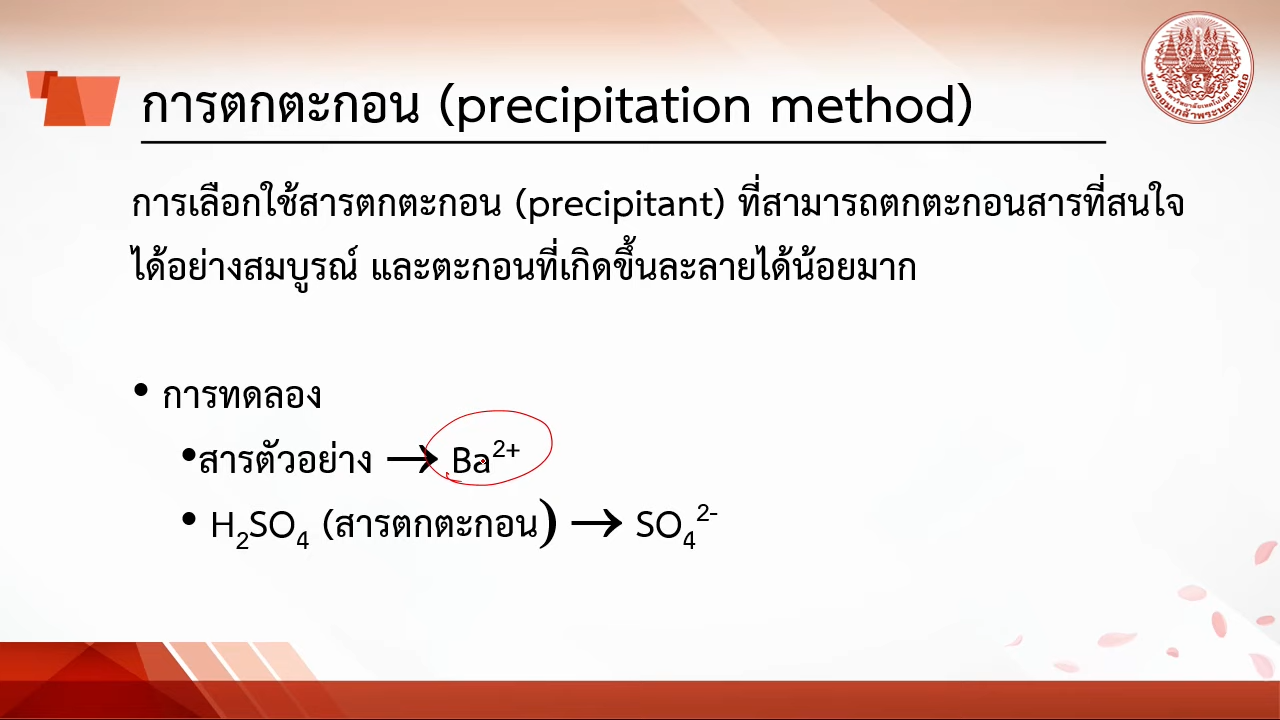 การตกตะกอน (precipitation method)
การเลือกใช้สารตกตะกอน (precipitant) ที่สามารถตกตะกอนสารที่สนใจ
ได้อย่างสมบูรณ์ และตะกอนที่เกิดขึ้นละลายได้น้อยมาก
• การทดลอง
•สารตัวอย่าง → Ba²⁺
• H₂SO₄ (สารตกตะกอน) → SO₄²⁻